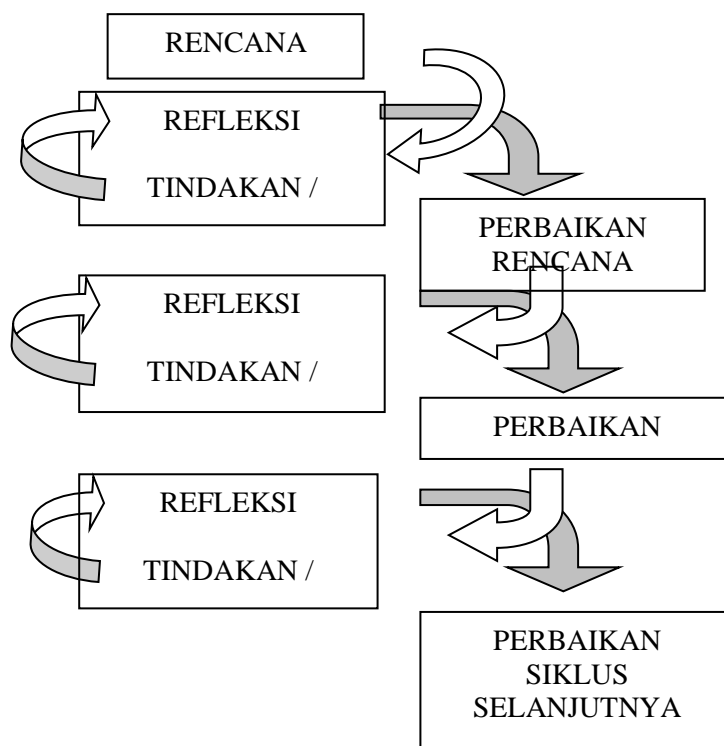 RENCANA
REFLEKSI
TINDAKAN /
PERBAIKAN
RENCANA
REFLEKSI
TINDAKAN /
PERBAIKAN
REFLEKSI
TINDAKAN /
PERBAIKAN
SIKLUS
SELANJUTNYA